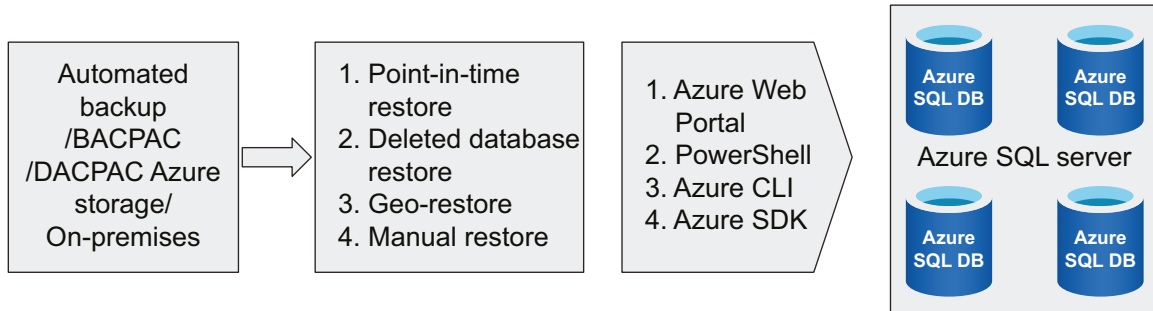 Automated
backup
/BACPAC
/DACPAC Azure
storage/
On-premises
1. Point-in-time
restore
2. Deleted database
restore
3. Geo-restore
4. Manual restore
1. Azure Web
Portal
2. PowerShell
3. Azure CLI
4. Azure SDK
Azure
SQL DB
Azure
SQL DB
Azure SQL server
Azure
SQL DB
Azure
SQL DB